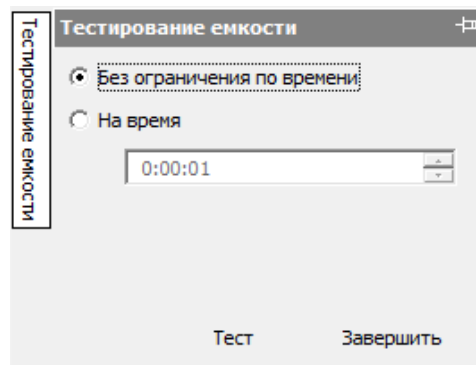 Тестирование емкости
Тестирование емкости
Без ограничения по времени
На время
0:00:01
Тест
Завершить